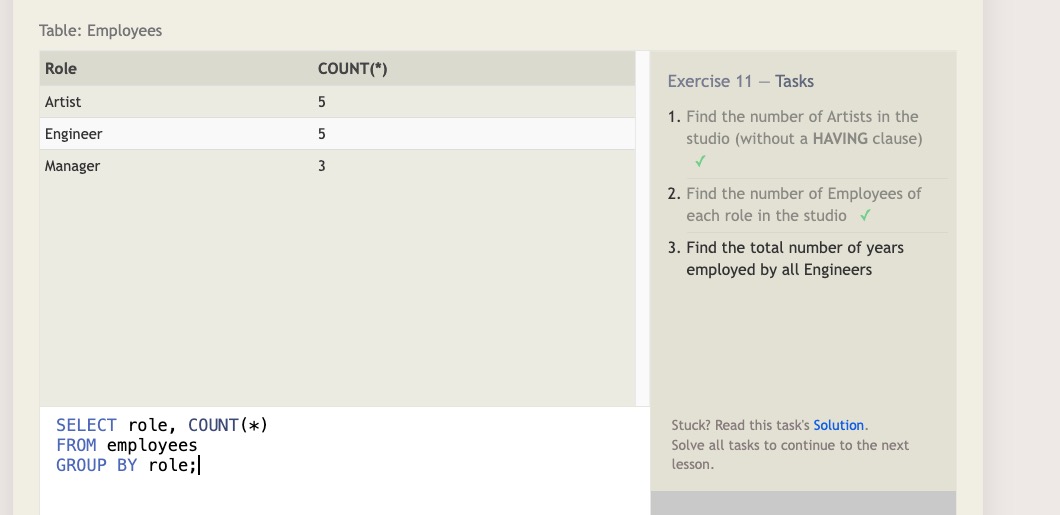 Table: Employees
Role COUNT(*)
Artist 5
Engineer 5
Manager 3
Exercise 11 — Tasks
1. Find the number of Artists in the
studio (without a HAVING clause)
✓
2. Find the number of Employees of
each role in the studio ✓
3. Find the total number of years
employed by all Engineers
Stuck? Read this task's Solution.
Solve all tasks to continue to the next
lesson.
SELECT role, COUNT(*)
FROM employees
GROUP BY role;